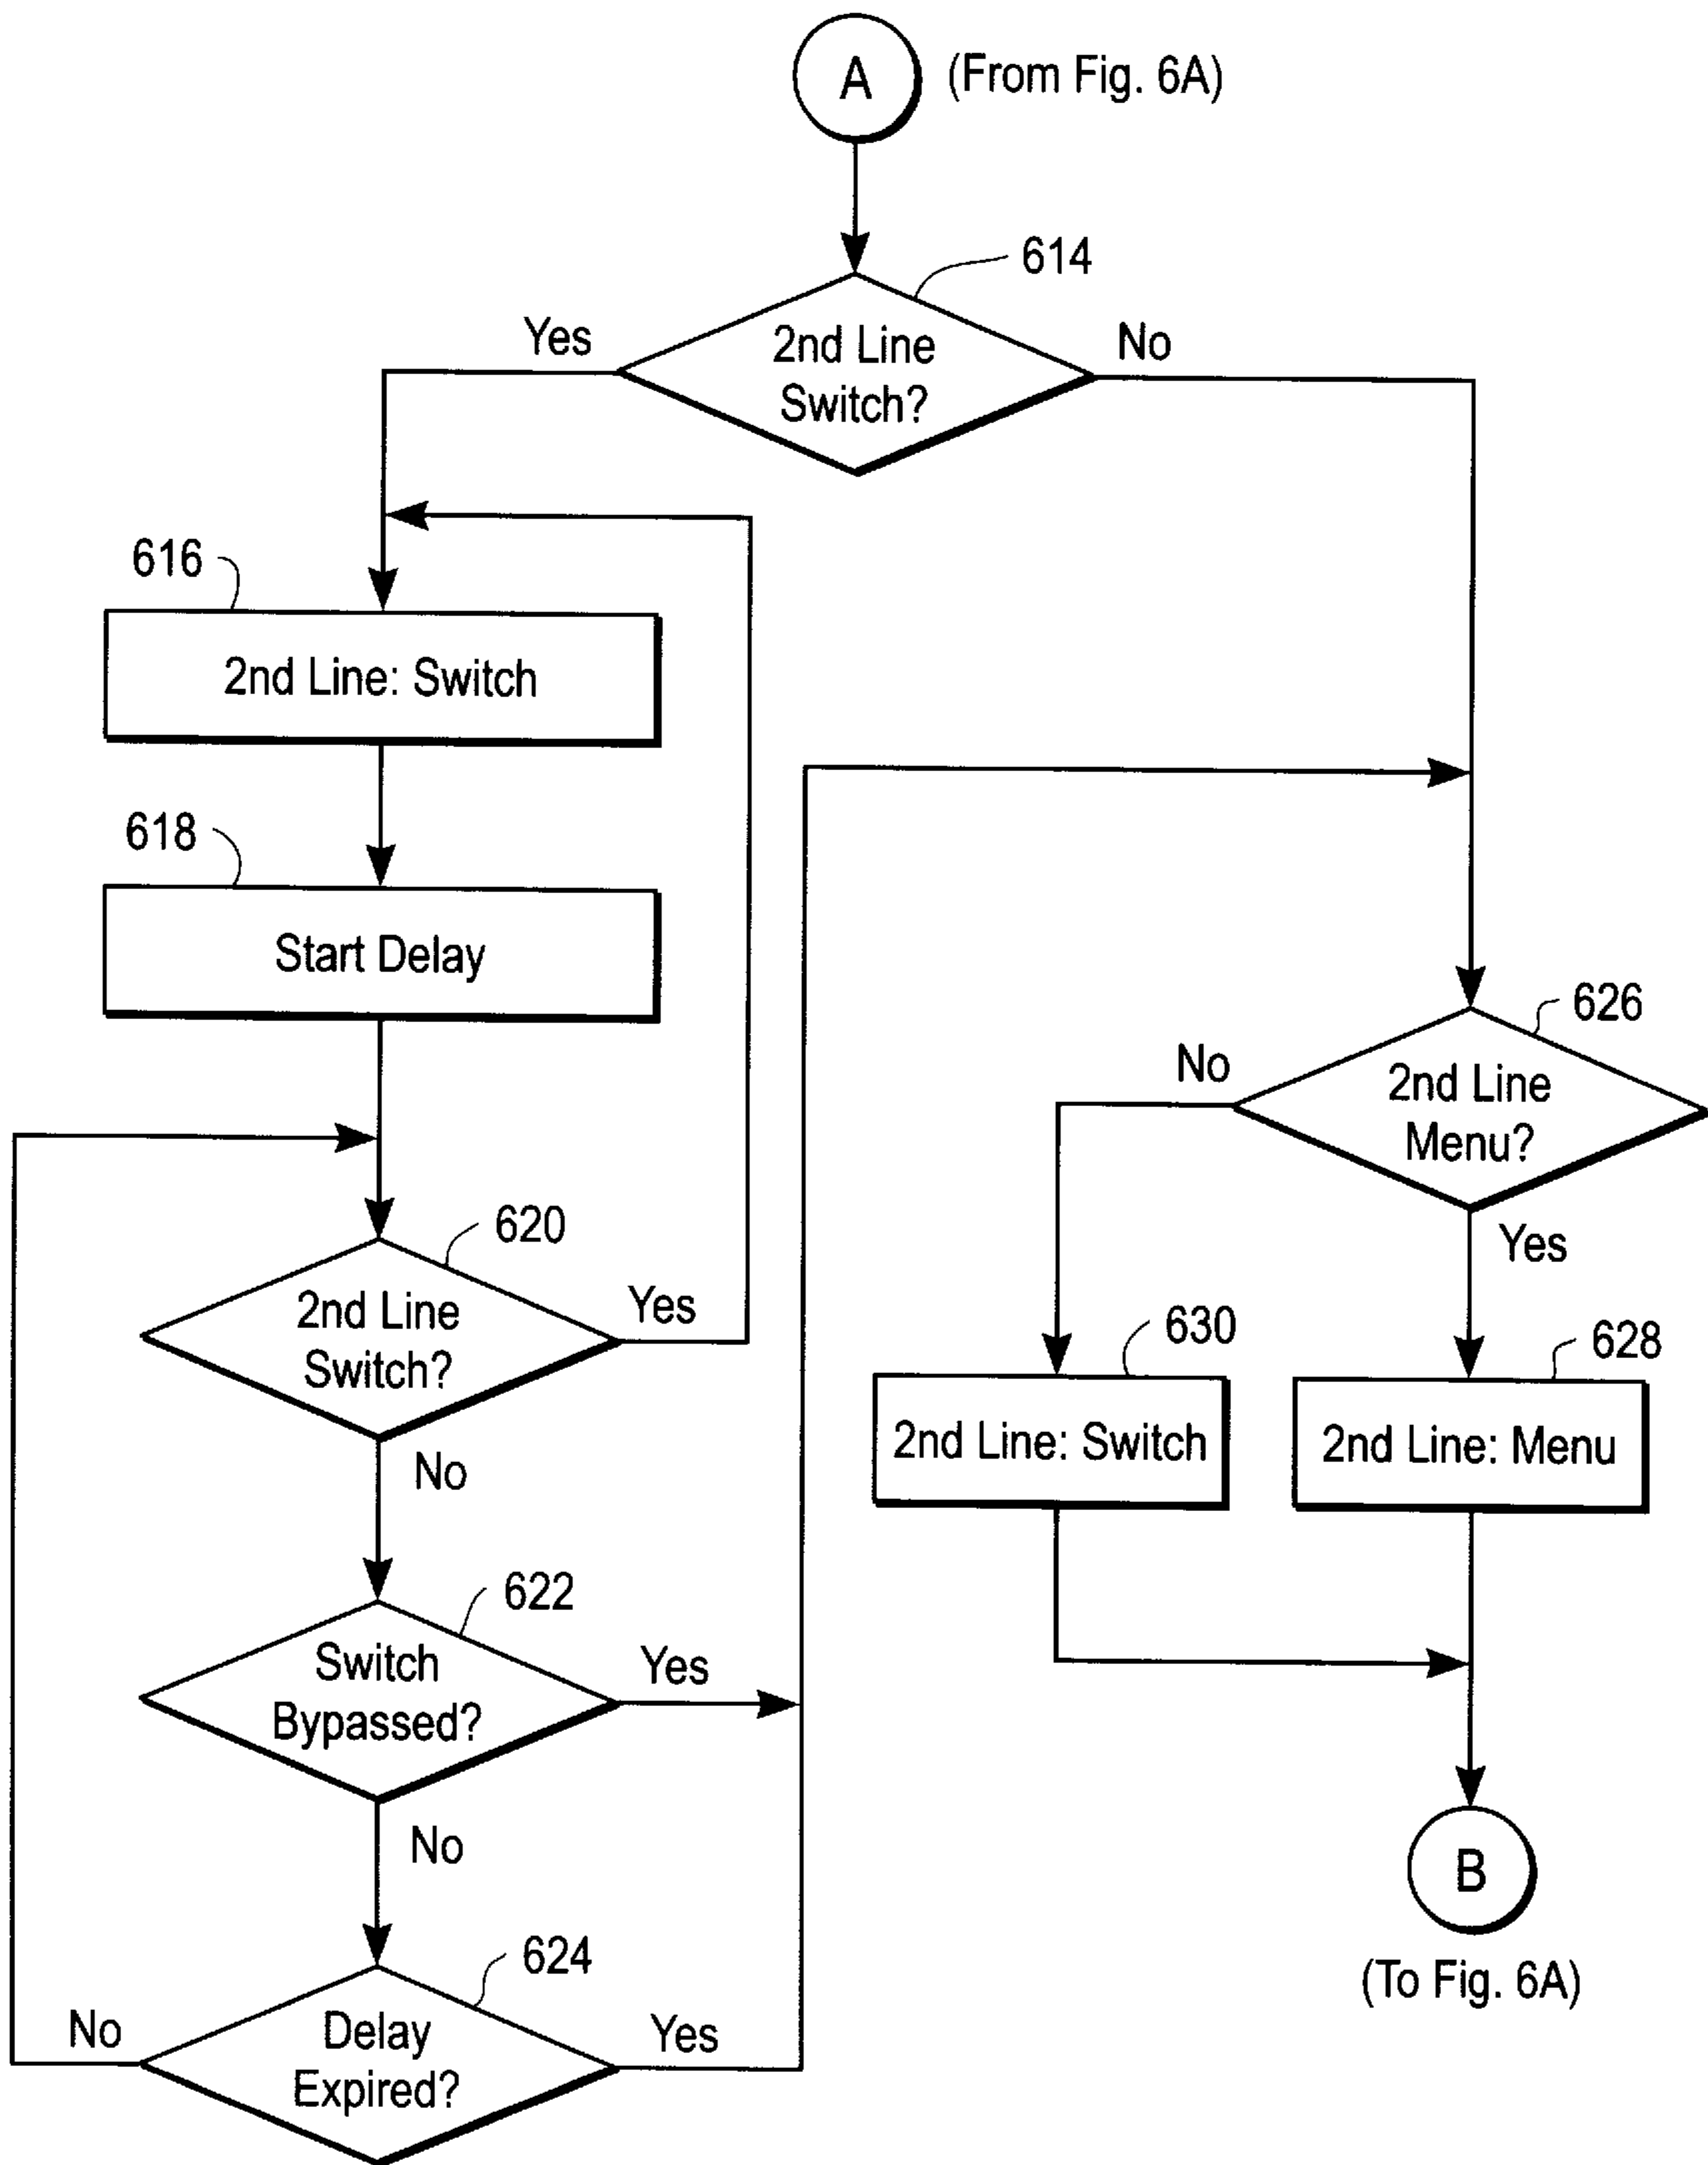 A
(From Fig. 6A)
614
Yes
2nd Line
Switch?
No
616
2nd Line: Switch
618
Start Delay
626
No
2nd Line
Menu?
Yes
620
2nd Line
Switch?
Yes
No
630
2nd Line: Switch
628
2nd Line: Menu
622
Switch
Bypassed?
Yes
No
B
(To Fig. 6A)
624
No
Delay
Expired?
Yes